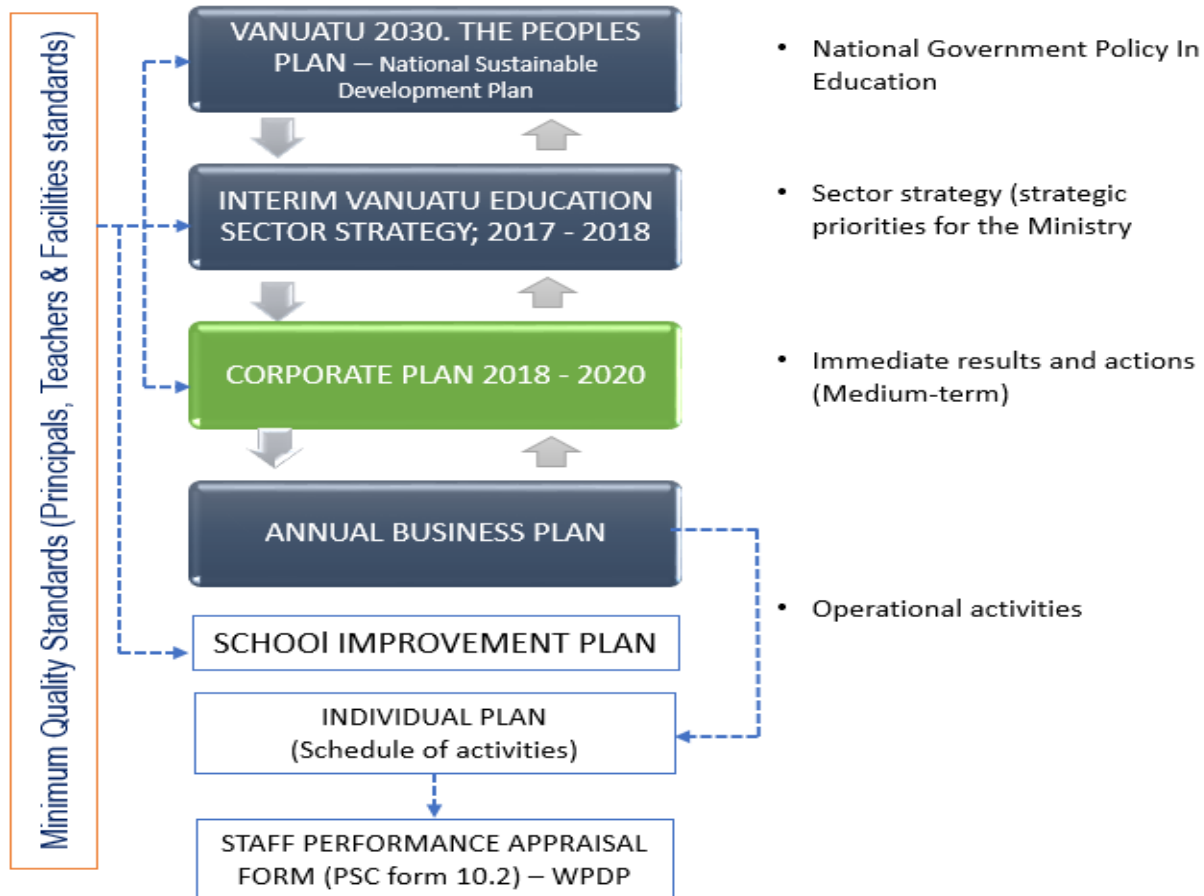 Minimum Quality Standards (Principals, Teachers & Facilities standards)
VANUATU 2030. THE PEOPLES
PLAN – National Sustainable
Development Plan
• National Government Policy In
Education
INTERIM VANUATU EDUCATION
SECTOR STRATEGY; 2017 - 2018
• Sector strategy (strategic
priorities for the Ministry
CORPORATE PLAN 2018 - 2020
• Immediate results and actions
(Medium-term)
ANNUAL BUSINESS PLAN
• Operational activities
SCHOOl IMPROVEMENT PLAN
INDIVIDUAL PLAN
(Schedule of activities)
STAFF PERFORMANCE APPRAISAL
FORM (PSC form 10.2) – WPDP